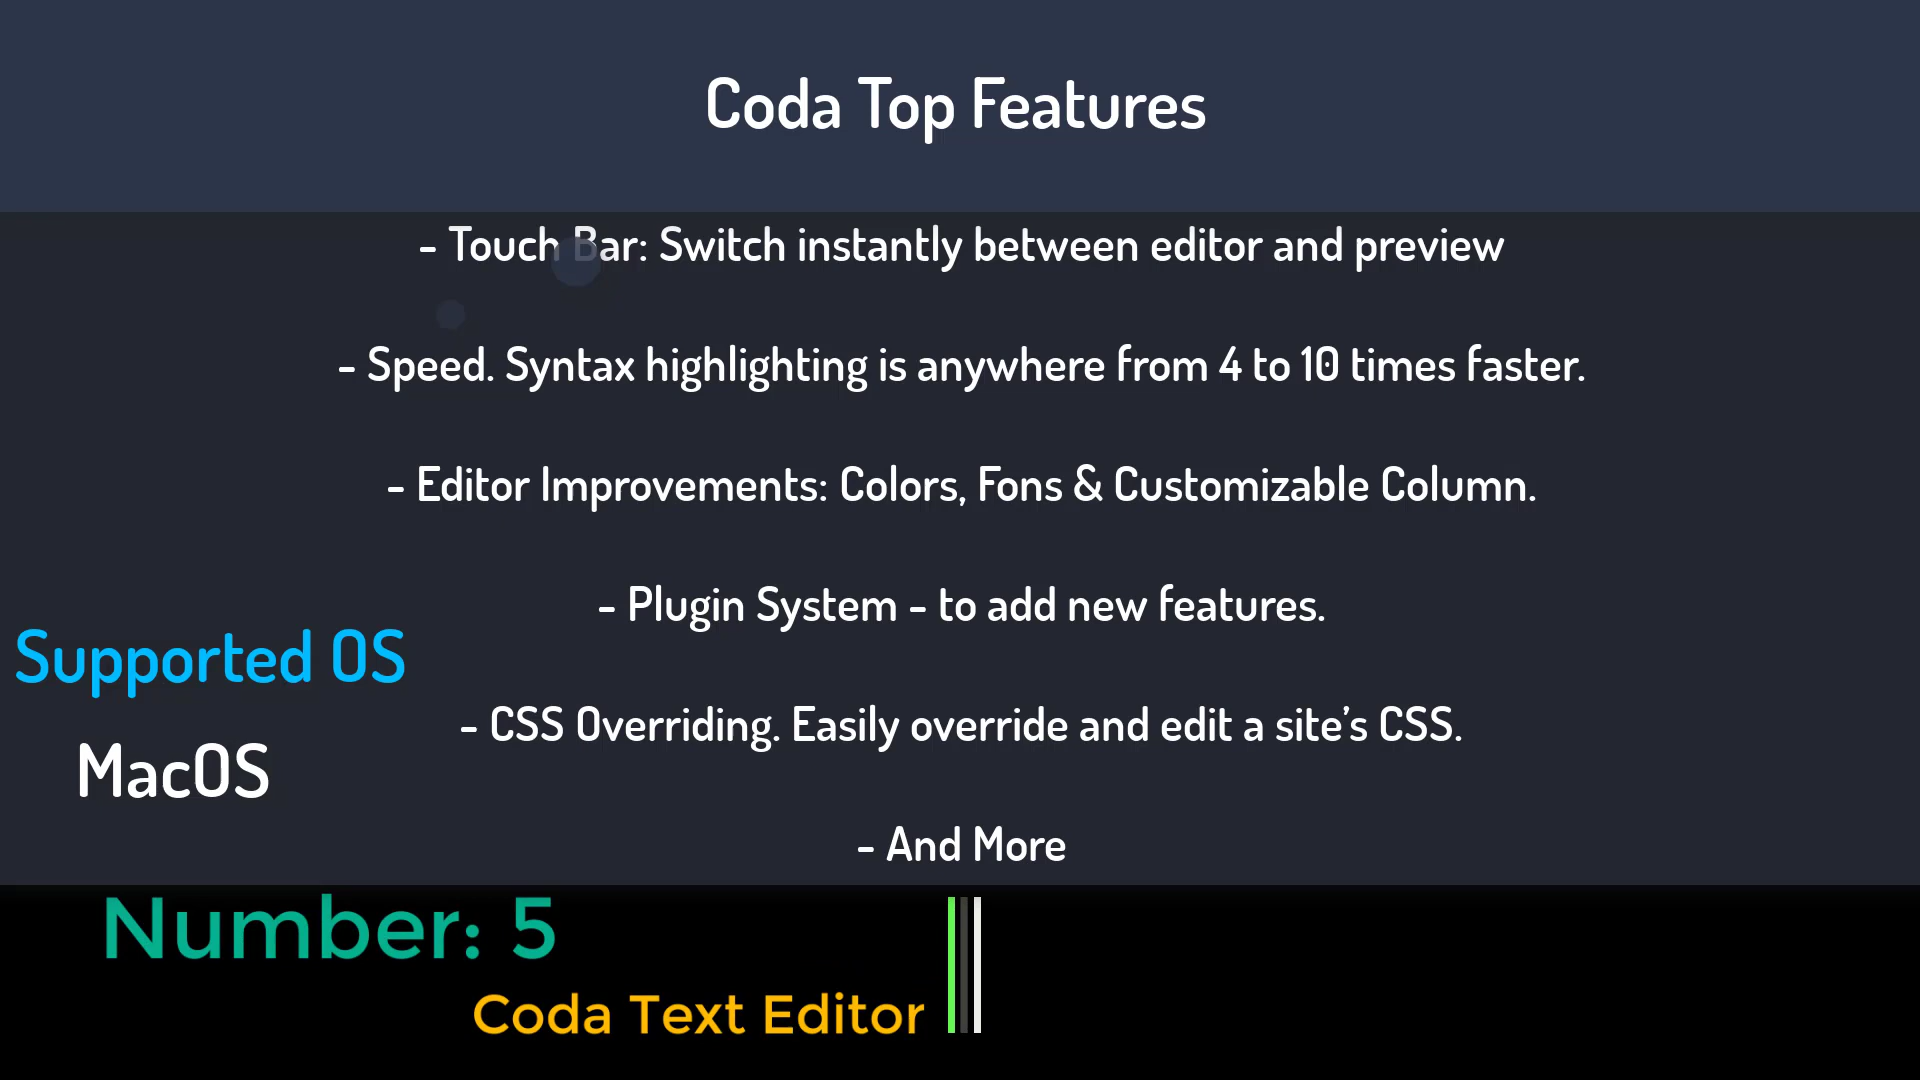 Coda Top Features
- Touch Bar: Switch instantly between editor and preview
- Speed. Syntax highlighting is anywhere from 4 to 10 times faster.
- Editor Improvements: Colors, Fons & Customizable Column.
- Plugin System - to add new features.
Supported OS
- CSS Overriding. Easily override and edit a site's CSS.
MacOS
- And More
Number: 5
Coda Text Editor